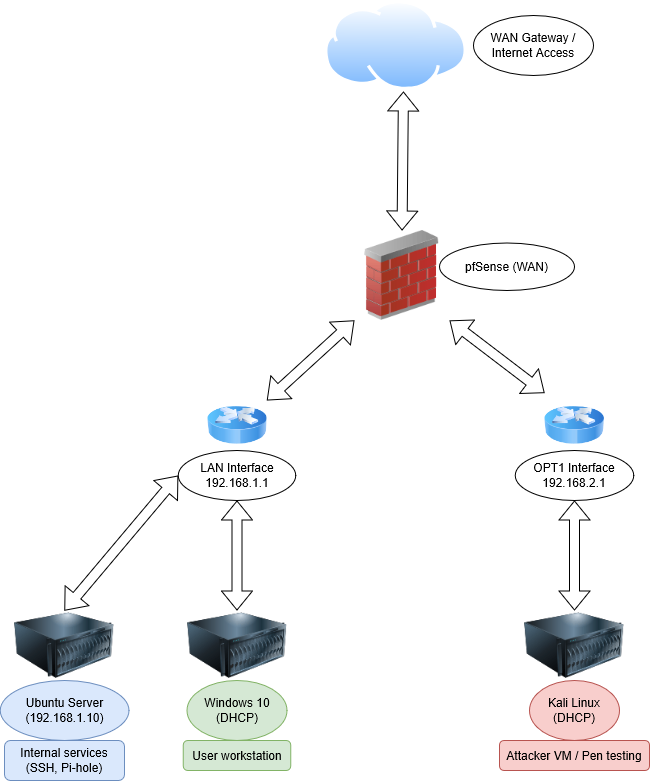 WAN Gateway /
Internet Access
pfSense (WAN)
LAN Interface
192.168.1.1
OPT1 Interface
192.168.2.1
Ubuntu Server
(192.168.1.10)
Windows 10
(DHCP)
Kali Linux
(DHCP)
Internal services
(SSH, Pi-hole)
User workstation
Attacker VM / Pen testing